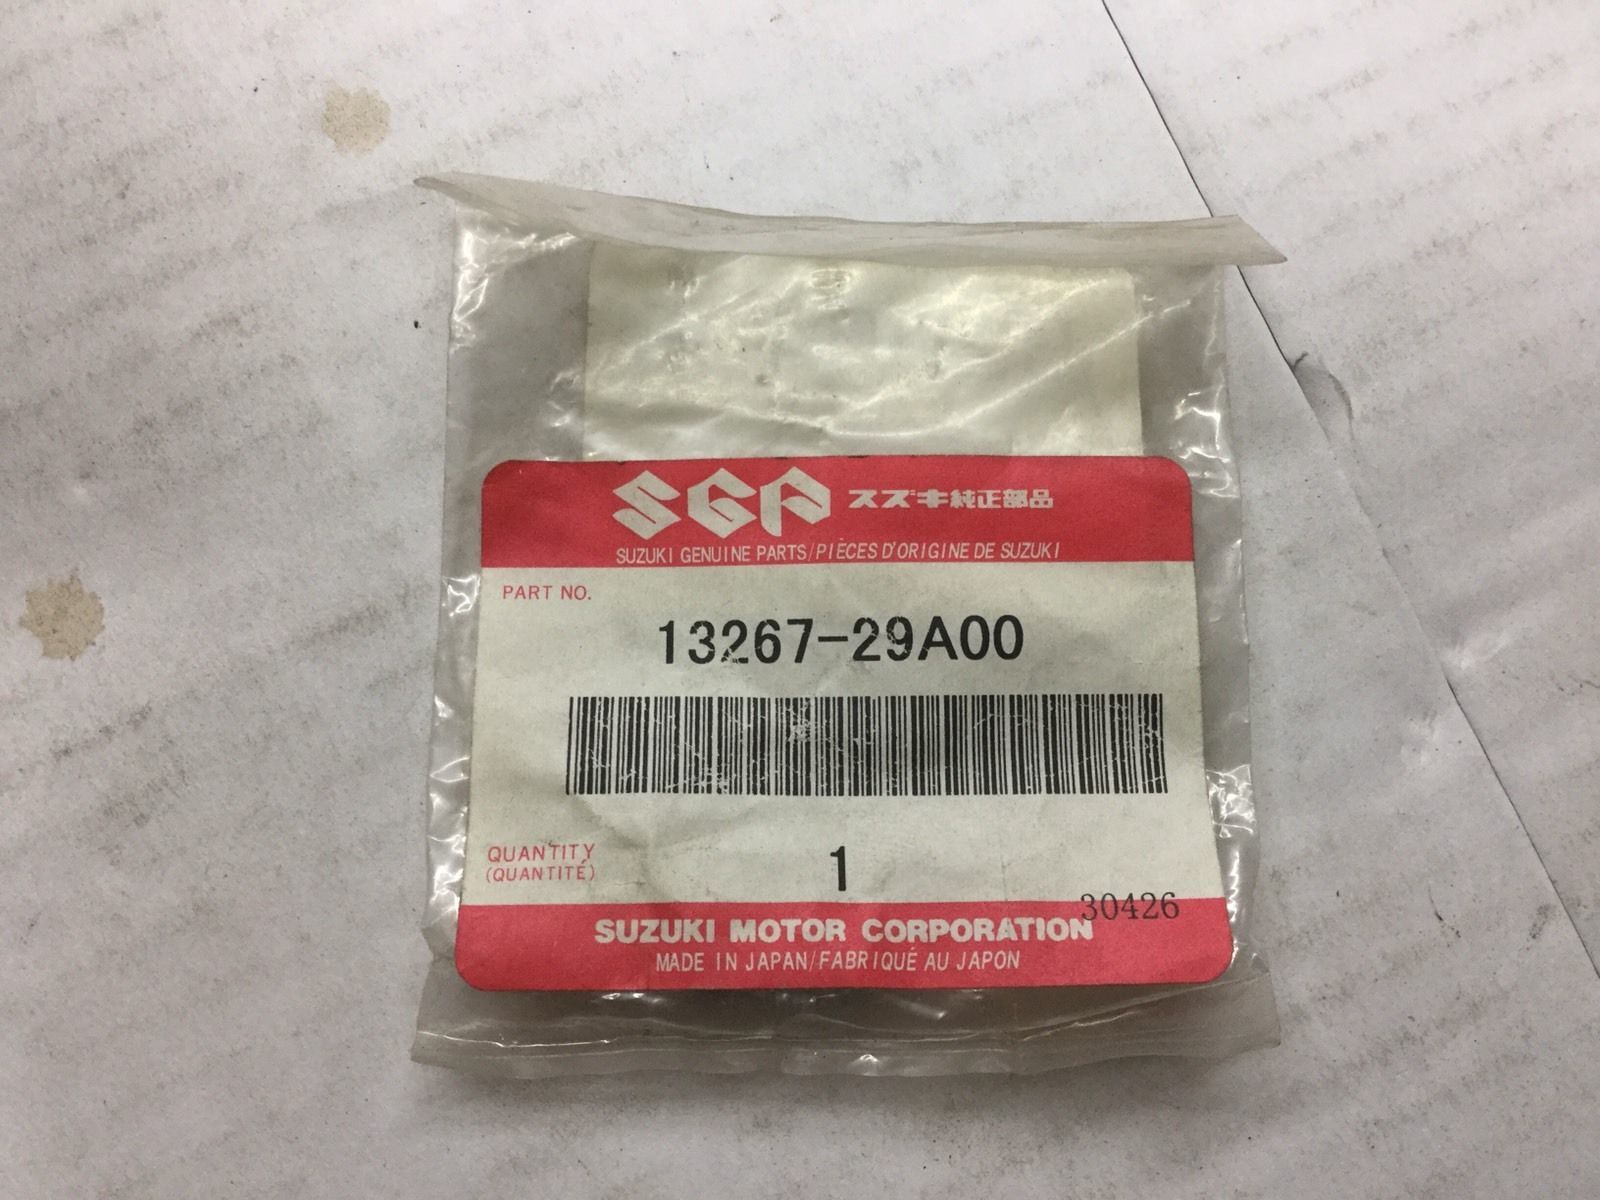 SGP スズキ純正部品
SUZUKI GENUINE PARTS/PIÈCES D'ORIGINE DE SUZUKI
PART NO.
13267-29A00
QUANTITY
(QUANTITÉ)
1
30426
SUZUKI MOTOR CORPORATION
MADE IN JAPAN/FABRIQUÉ AU JAPON